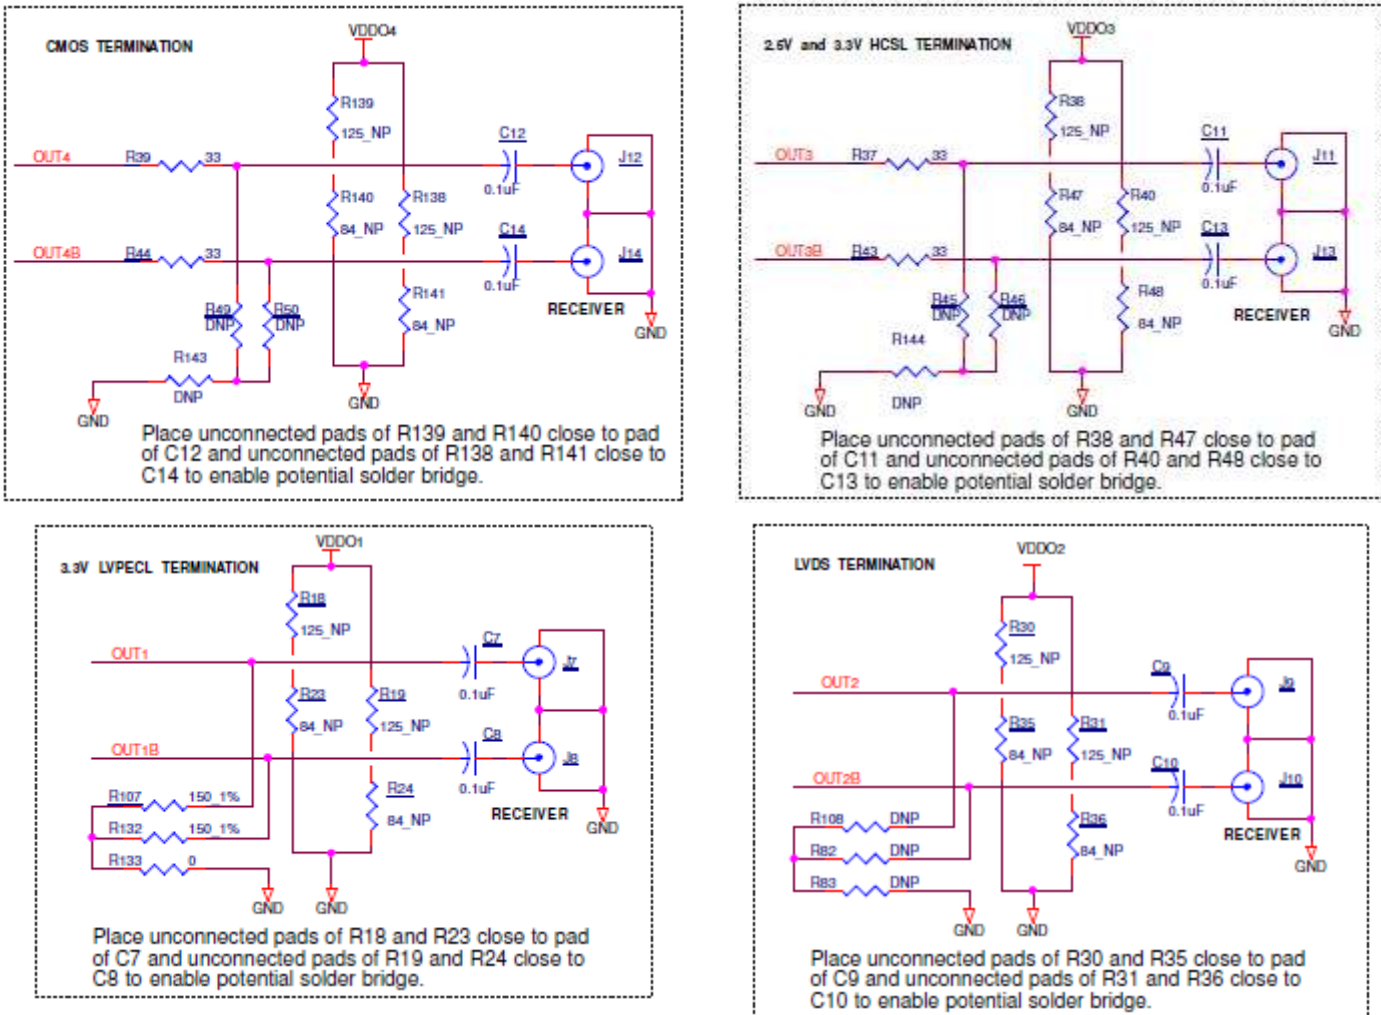 CMOS TERMINATION
VDDO4
R139
125_NP
OUT4
R39
33
C12
0.1uF
J12
R140
84_NP
R138
125_NP
OUT4B
R44
33
C14
0.1uF
J14
R49
DNP
R50
DNP
R141
84_NP
RECEIVER
GND
R143
DNP
GND
GND
Place unconnected pads of R139 and R140 close to pad
of C12 and unconnected pads of R138 and R141 close to
C14 to enable potential solder bridge.
2.5V and 3.3V HCSL TERMINATION
VDDO3
R38
125_NP
OUT3
R37
33
C11
0.1uF
J11
R47
84_NP
R40
125_NP
OUT3B
R43
33
C13
0.1uF
J13
R45
DNP
R46
DNP
R48
84_NP
RECEIVER
GND
R144
DNP
GND
GND
Place unconnected pads of R38 and R47 close to pad
of C11 and unconnected pads of R40 and R48 close to
C13 to enable potential solder bridge.
3.3V LVPECL TERMINATION
VDDO1
R18
125_NP
OUT1
C7
0.1uF
J7
R23
84_NP
R19
125_NP
OUT1B
C8
0.1uF
J8
R107
150_1%
R132
150_1%
R133
0
R24
84_NP
RECEIVER
GND
GND
GND
Place unconnected pads of R18 and R23 close to pad
of C7 and unconnected pads of R19 and R24 close to
C8 to enable potential solder bridge.
LVDS TERMINATION
VDDO2
R30
125_NP
OUT2
C9
0.1uF
J9
R35
84_NP
R31
125_NP
OUT2B
C10
0.1uF
J10
R108
DNP
R82
DNP
R83
DNP
R36
84_NP
RECEIVER
GND
GND
GND
Place unconnected pads of R30 and R35 close to pad
of C9 and unconnected pads of R31 and R36 close to
C10 to enable potential solder bridge.